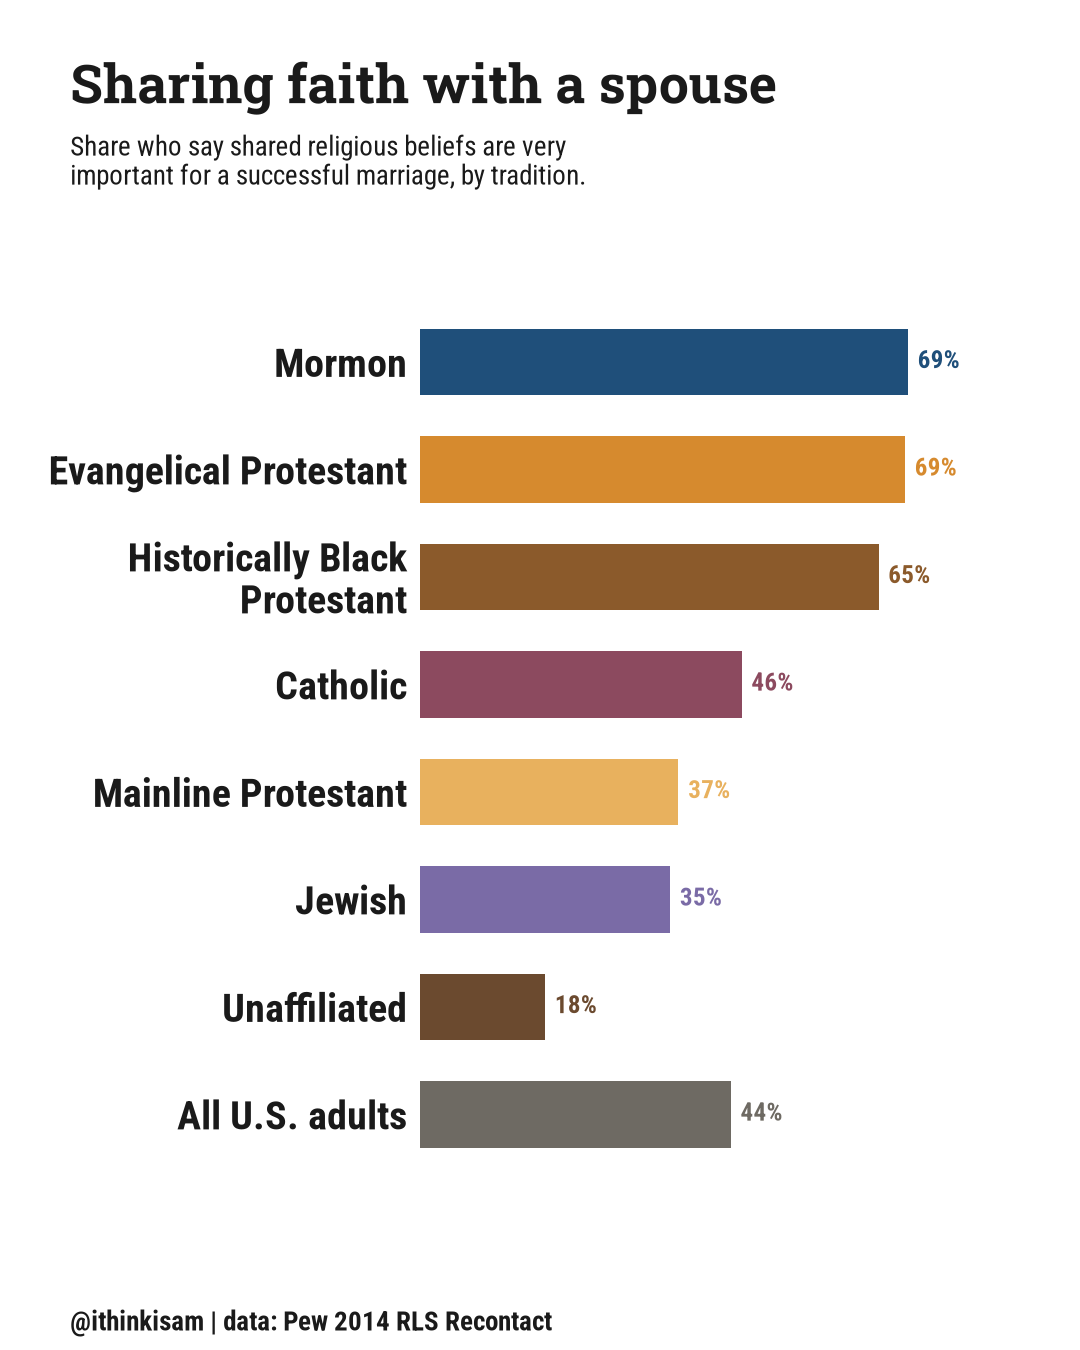 Sharing faith with a spouse
Share who say shared religious beliefs are very
important for a successful marriage, by tradition.
Mormon 69%
Evangelical Protestant 69%
Historically Black
Protestant 65%
Catholic 46%
Mainline Protestant 37%
Jewish 35%
Unaffiliated 18%
All U.S. adults 44%
@ithinkisam | data: Pew 2014 RLS Recontact